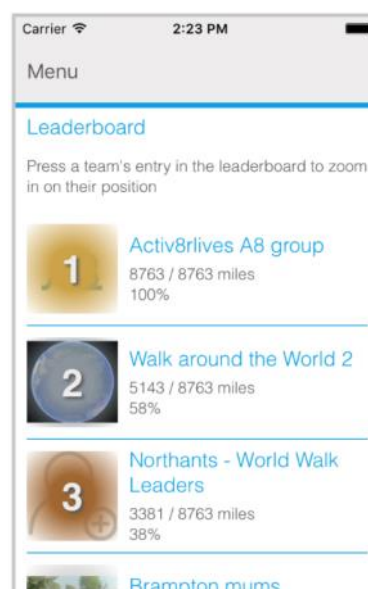 Carrier 2:23 PM
Menu
Leaderboard
Press a team's entry in the leaderboard to zoom
in on their position
1
Activ8rlives A8 group
8763 / 8763 miles
100%
2
Walk around the World 2
5143 / 8763 miles
58%
3
Northants - World Walk
Leaders
3381 / 8763 miles
38%
Brampton mums